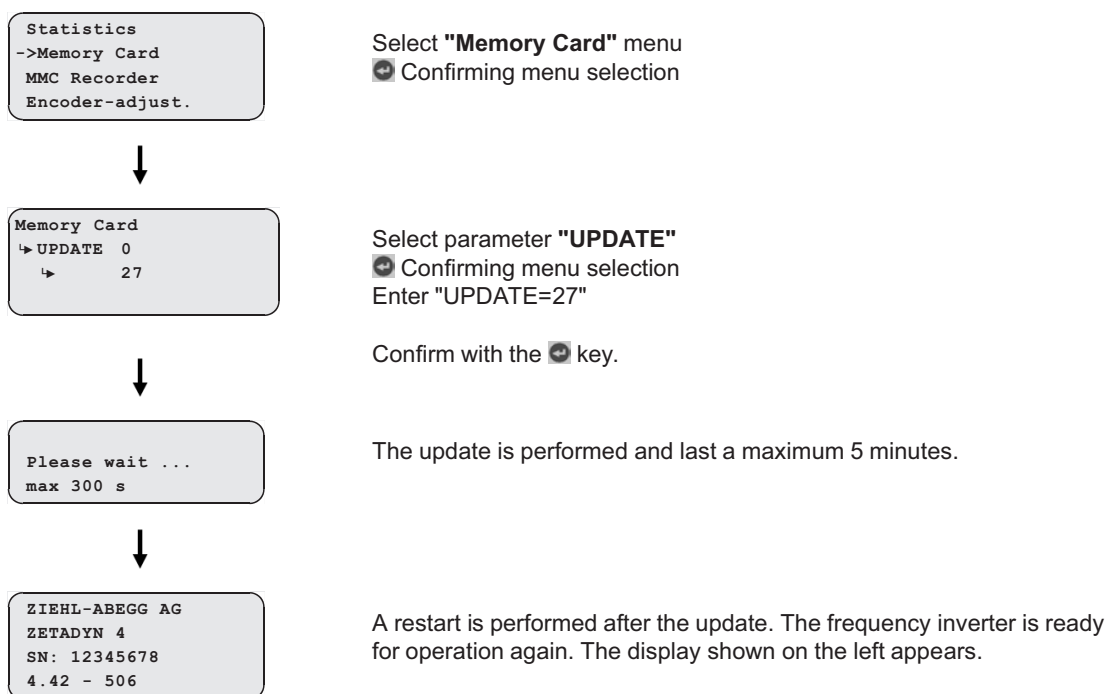 Statistics
->Memory Card
MMC Recorder
Encoder-adjust.
Select "Memory Card" menu
Confirming menu selection
Memory Card
↳ UPDATE 0
↳ 27
Select parameter "UPDATE"
Confirming menu selection
Enter "UPDATE=27"
Confirm with the key.
Please wait ...
max 300 s
The update is performed and last a maximum 5 minutes.
ZIEHL-ABEGG AG
ZETADYN 4
SN: 12345678
4.42 - 506
A restart is performed after the update. The frequency inverter is ready
for operation again. The display shown on the left appears.